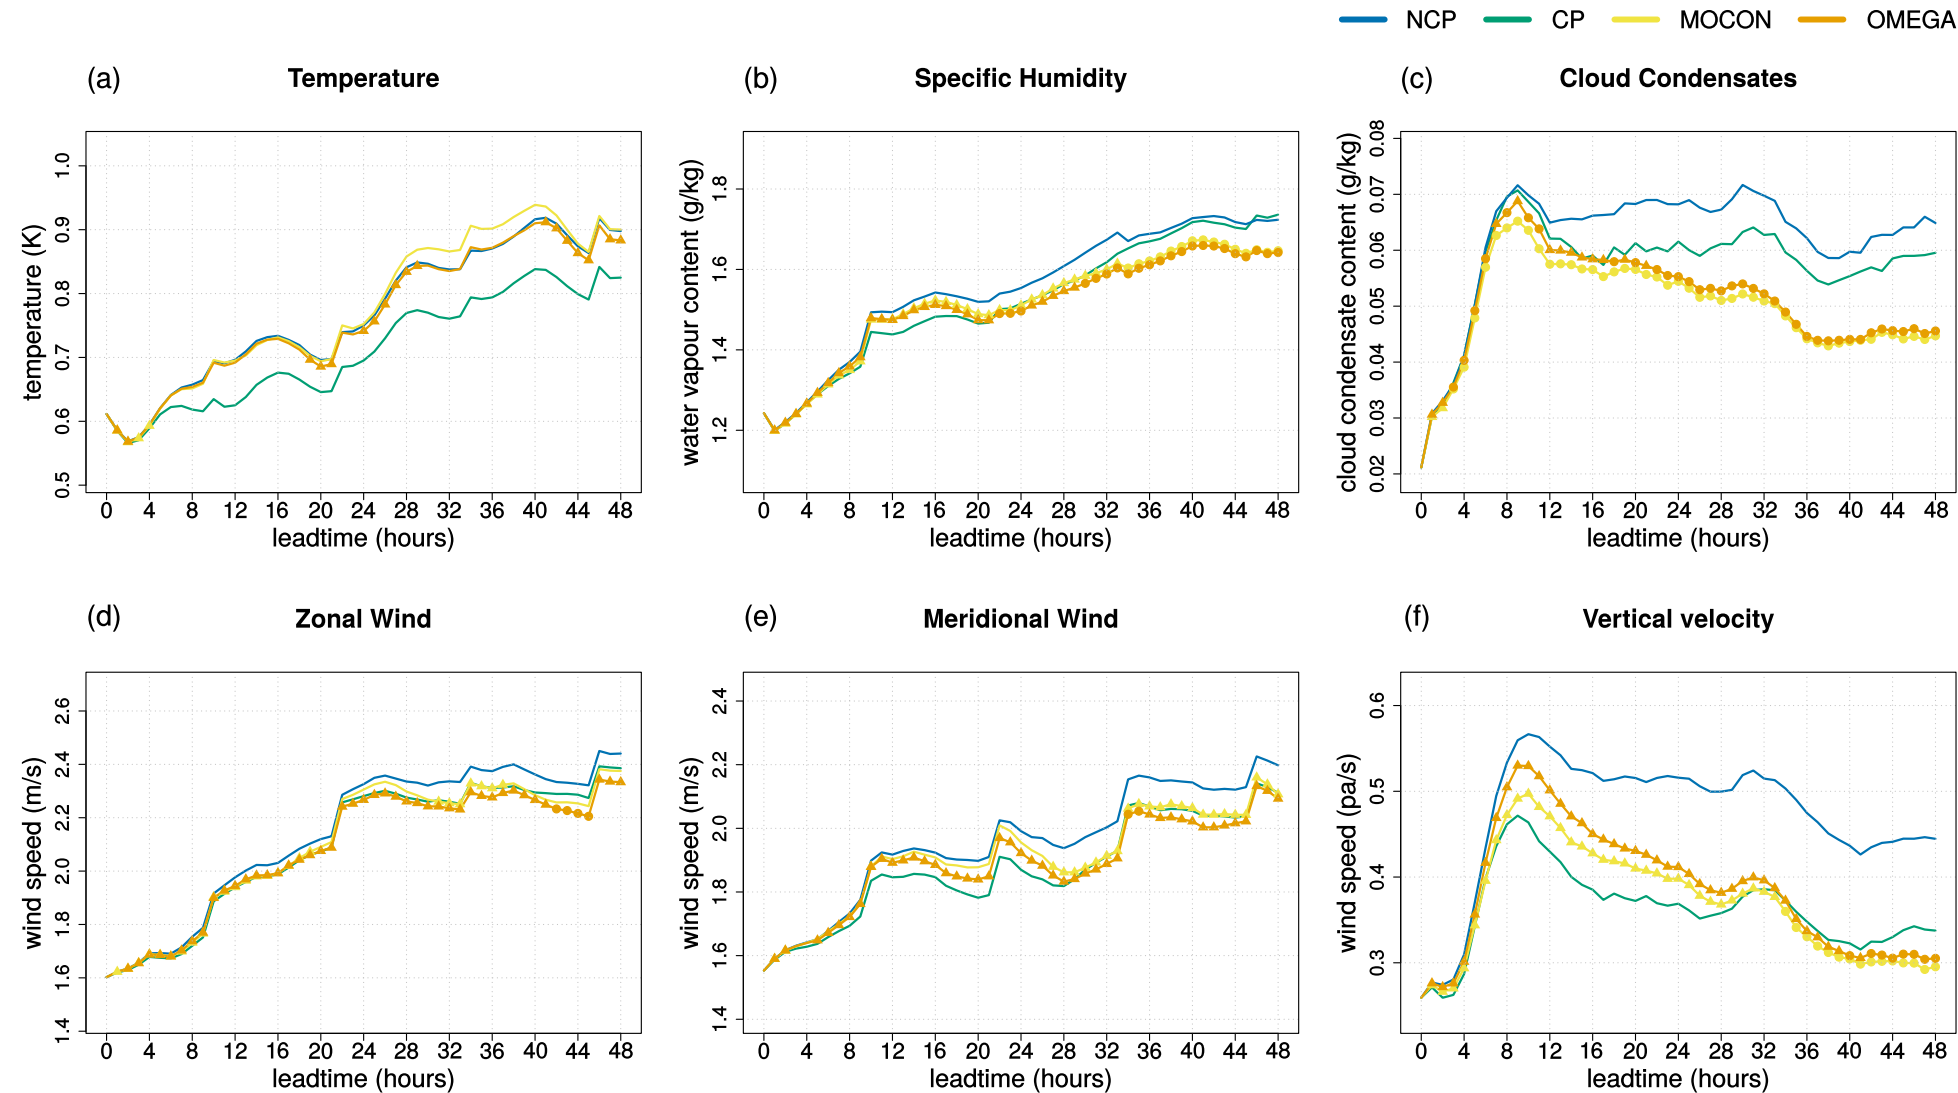 NCP CP MOCON OMEGA
(a) Temperature
temperature (K)
1.0
0.9
0.8
0.7
0.6
0.5
0 4 8 12 16 20 24 28 32 36 40 44 48
leadtime (hours)
(b) Specific Humidity
water vapour content (g/kg)
1.8
1.6
1.4
1.2
0 4 8 12 16 20 24 28 32 36 40 44 48
leadtime (hours)
(c) Cloud Condensates
cloud condensate content (g/kg)
0.08
0.07
0.06
0.05
0.04
0.03
0.02
0 4 8 12 16 20 24 28 32 36 40 44 48
leadtime (hours)
(d) Zonal Wind
wind speed (m/s)
2.6
2.4
2.2
2.0
1.8
1.6
1.4
0 4 8 12 16 20 24 28 32 36 40 44 48
leadtime (hours)
(e) Meridional Wind
wind speed (m/s)
2.4
2.2
2.0
1.8
1.6
1.4
0 4 8 12 16 20 24 28 32 36 40 44 48
leadtime (hours)
(f) Vertical velocity
wind speed (pa/s)
0.6
0.5
0.4
0.3
0 4 8 12 16 20 24 28 32 36 40 44 48
leadtime (hours)